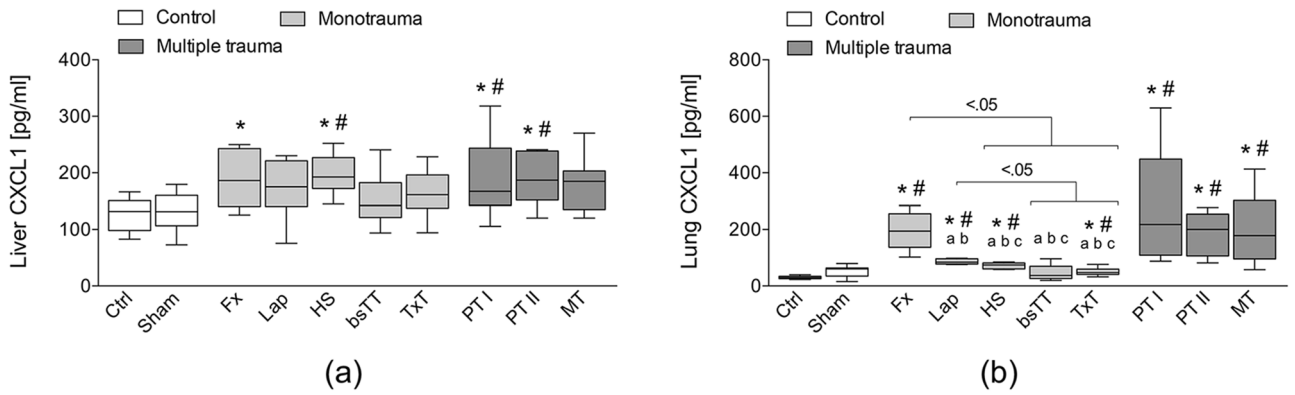 Control
Monotrauma
Multiple trauma
Liver CXCL1 [pg/ml]
400
300
200
100
0
*
* #
* #
* #
Ctrl
Sham
Fx
Lap
HS
bsTT
TxT
PT I
PT II
MT
(a)
Control
Monotrauma
Multiple trauma
Lung CXCL1 [pg/ml]
800
600
400
200
0
<.05
<.05
* #
* #
a b
* #
a b c
a b c
* #
a b c
* #
* #
* #
Ctrl
Sham
Fx
Lap
HS
bsTT
TxT
PT I
PT II
MT
(b)